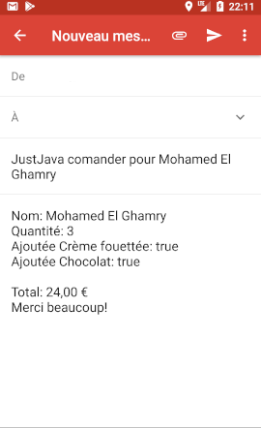 22:11
Nouveau mes...
De
À
JustJava comander pour Mohamed El
Ghamry
Nom: Mohamed El Ghamry
Quantité: 3
Ajoutée Crème fouettée: true
Ajoutée Chocolat: true
Total: 24,00 €
Merci beaucoup!